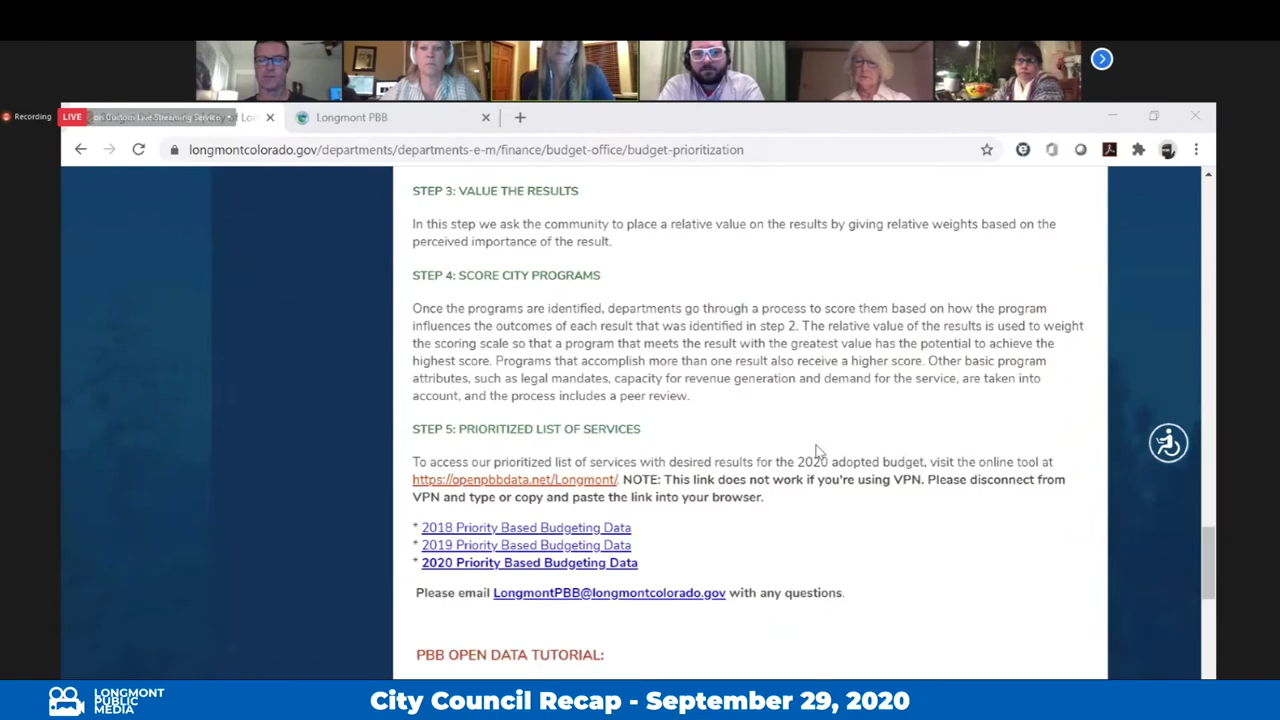 Recording
LIVE
on Custom Live Streaming Service
Longmont PBB
longmontcolorado.gov/departments/departments-e-m/finance/budget-office/budget-prioritization
STEP 3: VALUE THE RESULTS
In this step we ask the community to place a relative value on the results by giving relative weights based on the
perceived importance of the result.
STEP 4: SCORE CITY PROGRAMS
Once the programs are identified, departments go through a process to score them based on how the program
influences the outcomes of each result that was identified in step 2. The relative value of the results is used to weight
the scoring scale so that a program that meets the result with the greatest value has the potential to achieve the
highest score. Programs that accomplish more than one result also receive a higher score. Other basic program
attributes, such as legal mandates, capacity for revenue generation and demand for the service, are taken into
account, and the process includes a peer review.
STEP 5: PRIORITIZED LIST OF SERVICES
To access our prioritized list of services with desired results for the 2020 adopted budget, visit the online tool at
https://openpbbdata.net/Longmont/. NOTE: This link does not work if you're using VPN. Please disconnect from
VPN and type or copy and paste the link into your browser.
* 2018 Priority Based Budgeting Data
* 2019 Priority Based Budgeting Data
* 2020 Priority Based Budgeting Data
Please email LongmontPBB@longmontcolorado.gov with any questions.
PBB OPEN DATA TUTORIAL:
LONGMONT
PUBLIC
MEDIA
City Council Recap - September 29, 2020